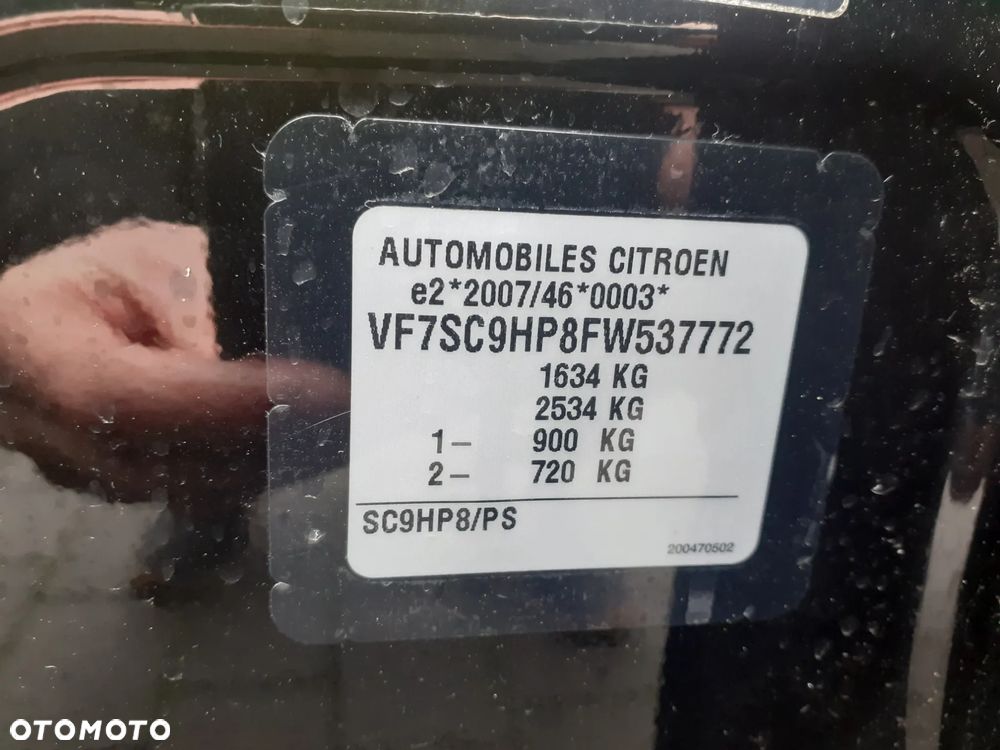 AUTOMOBILES CITROEN
e2*2007/46*0003*
VF7SC9HP8FW537772
1634 KG
2534 KG
1– 900 KG
2– 720 KG
SC9HP8/PS
200470502
OTOMOTO